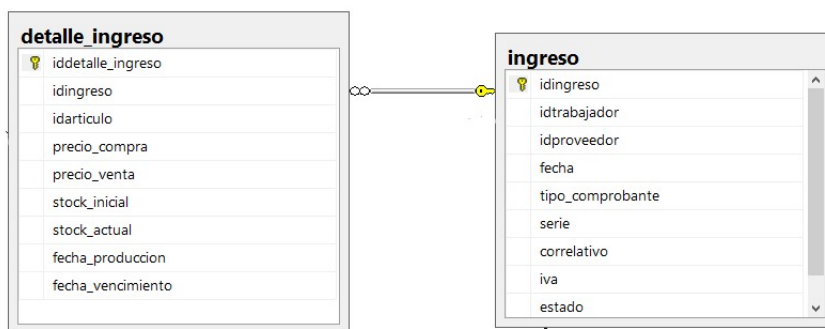 detalle_ingreso
iddetalle_ingreso
idingreso
idarticulo
precio_compra
precio_venta
stock_inicial
stock_actual
fecha_produccion
fecha_vencimiento
ingreso
idingreso
idtrabajador
idproveedor
fecha
tipo_comprobante
serie
correlativo
iva
estado